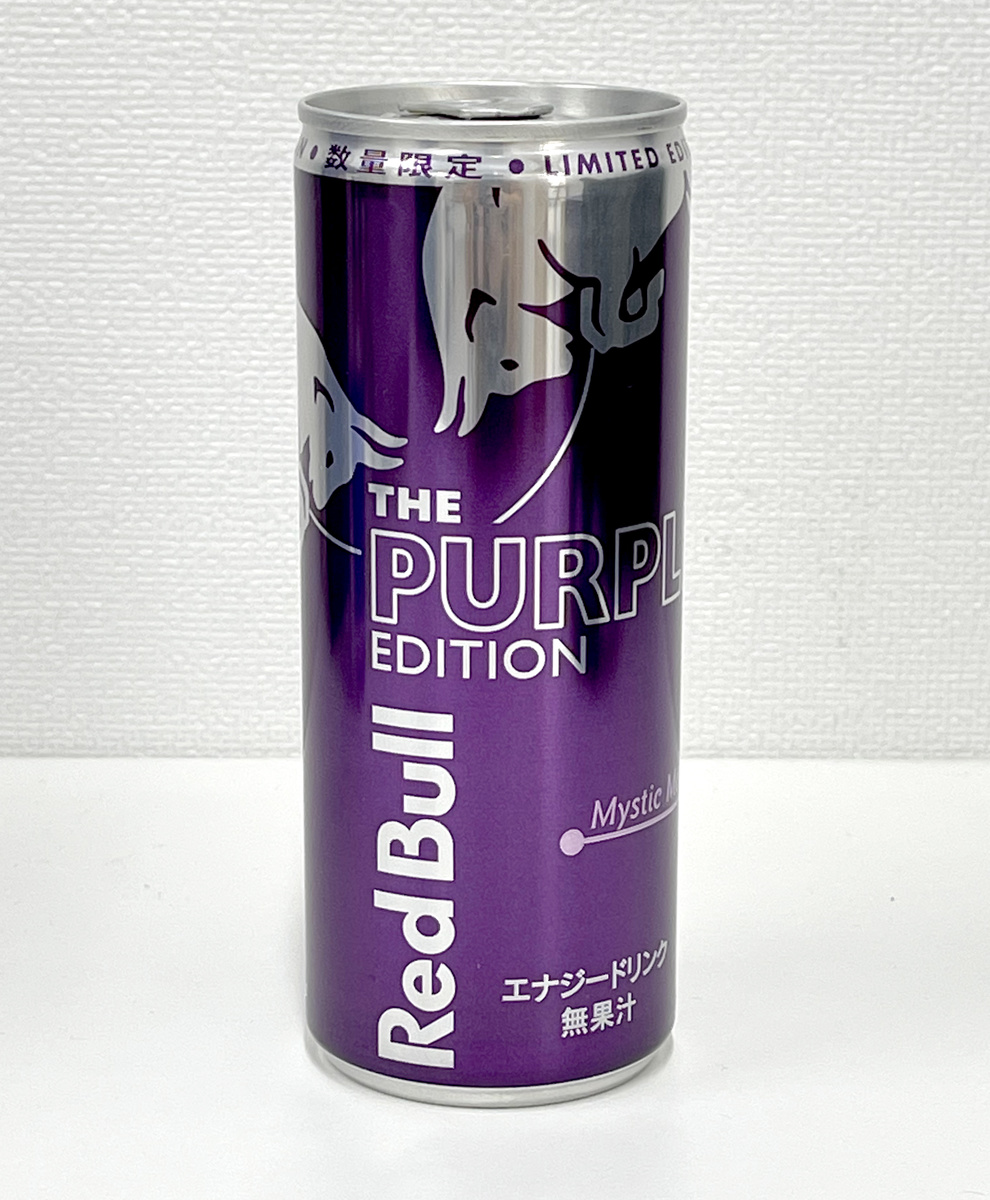 数量限定 • LIMITED
THE
PURPL
EDITION
Red Bull
Mystic
エナジードリンク
無果汁